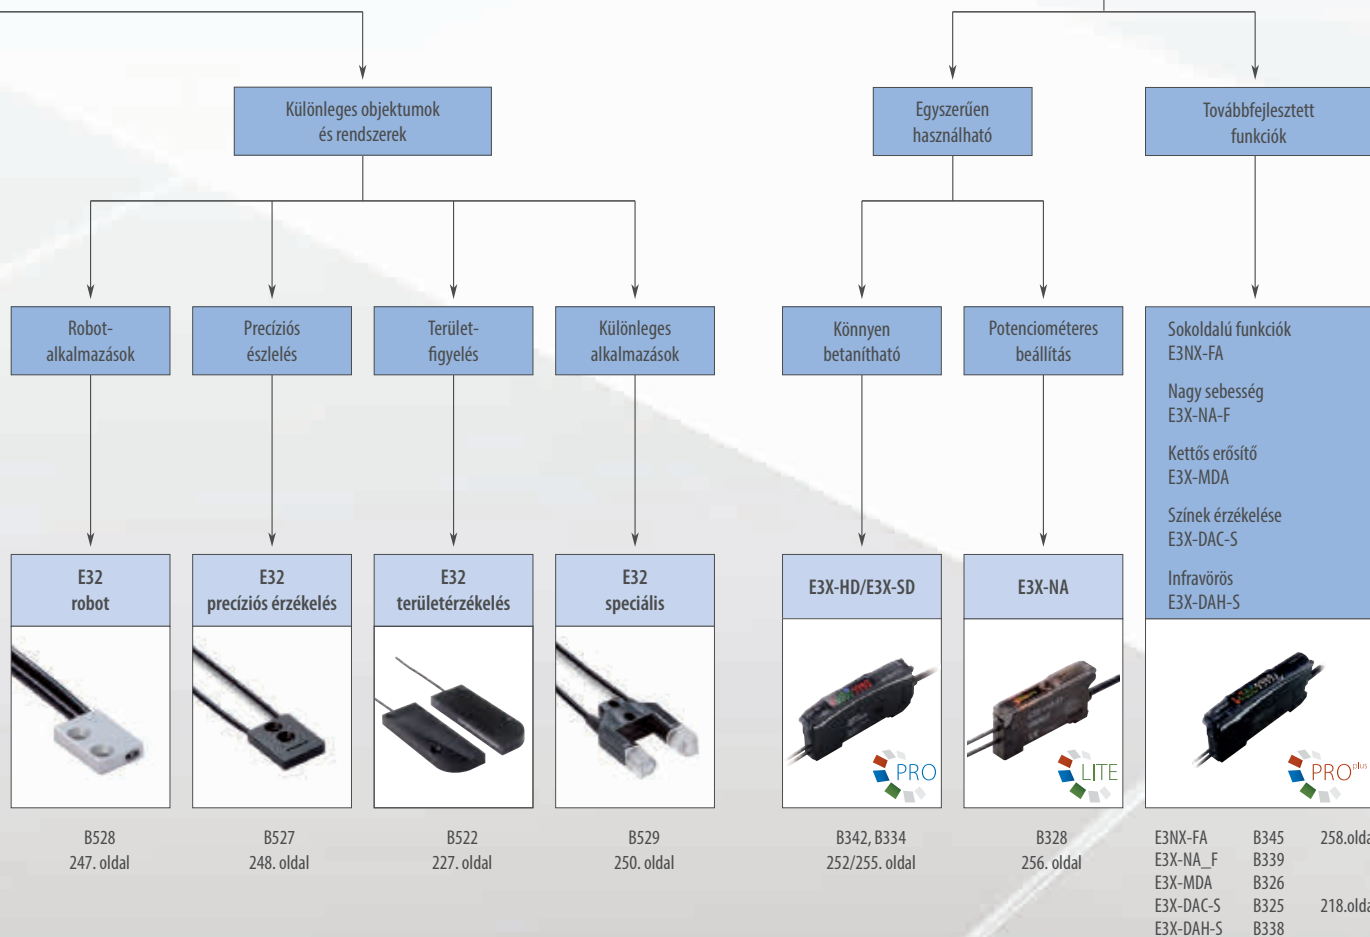 Különleges objektumok
és rendszerek
Egyszerűen
használható
Továbbfejlesztett
funkciók
Robot-
alkalmazások
Precíziós
észlelés
Terület-
figyelés
Különleges
alkalmazások
Könnyen
betanítható
Potenciométeres
beállítás
Sokoldalú funkciók
E3NX-FA
Nagy sebesség
E3X-NA-F
Kettős erősítő
E3X-MDA
Színek érzékelése
E3X-DAC-S
Infravörös
E3X-DAH-S
E32
robot
E32
precíziós érzékelés
E32
területérzékelés
E32
speciális
E3X-HD/E3X-SD
E3X-NA
PRO
LITE
PRO plus
B528
247. oldal
B527
248. oldal
B522
227. oldal
B529
250. oldal
B342, B334
252/255. oldal
B328
256. oldal
E3NX-FA B345 258.olda
E3X-NA_F B339
E3X-MDA B326
E3X-DAC-S B325 218.olda
E3X-DAH-S B338